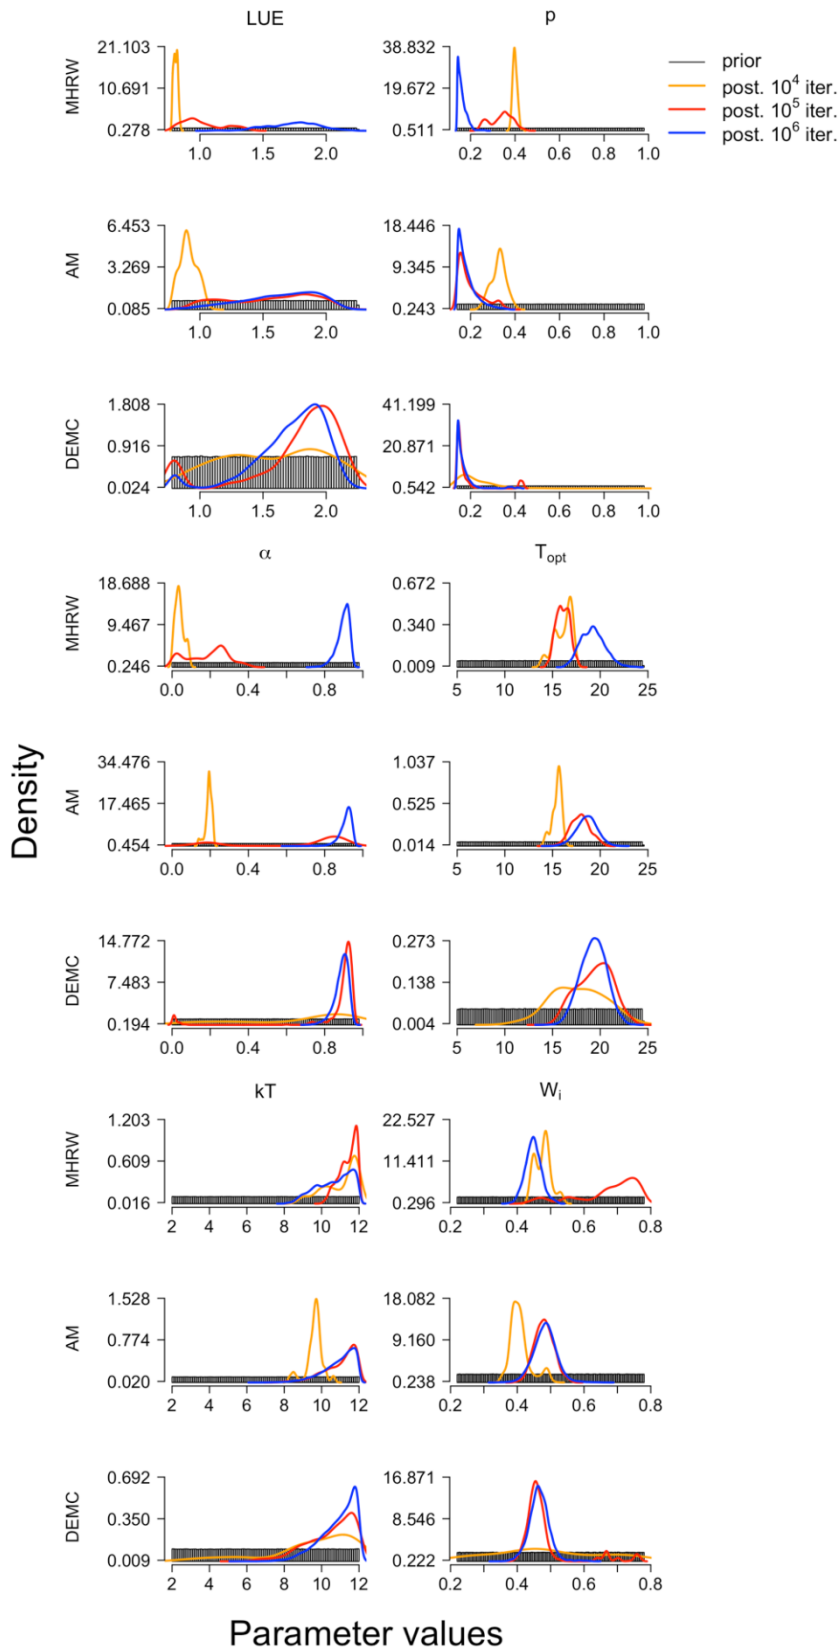 LUE p
MHRW
21.103
10.691
0.278
1.0 1.5 2.0
38.832
19.672
0.511
0.2 0.4 0.6 0.8 1.0
prior
post. 10^4 iter.
post. 10^5 iter.
post. 10^6 iter.
AM
6.453
3.269
0.085
1.0 1.5 2.0
18.446
9.345
0.243
0.2 0.4 0.6 0.8 1.0
DEMC
1.808
0.916
0.024
1.0 1.5 2.0
41.199
20.871
0.542
0.2 0.4 0.6 0.8 1.0
α T_opt
MHRW
18.688
9.467
0.246
0.0 0.4 0.8
0.672
0.340
0.009
5 10 15 20 25
AM
34.476
17.465
0.454
0.0 0.4 0.8
1.037
0.525
0.014
5 10 15 20 25
DEMC
14.772
7.483
0.194
0.0 0.4 0.8
0.273
0.138
0.004
5 10 15 20 25
kT W_i
MHRW
1.203
0.609
0.016
2 4 6 8 10 12
22.527
11.411
0.296
0.2 0.4 0.6 0.8
AM
1.528
0.774
0.020
2 4 6 8 10 12
18.082
9.160
0.238
0.2 0.4 0.6 0.8
DEMC
0.692
0.350
0.009
2 4 6 8 10 12
16.871
8.546
0.222
0.2 0.4 0.6 0.8
Density
Parameter values